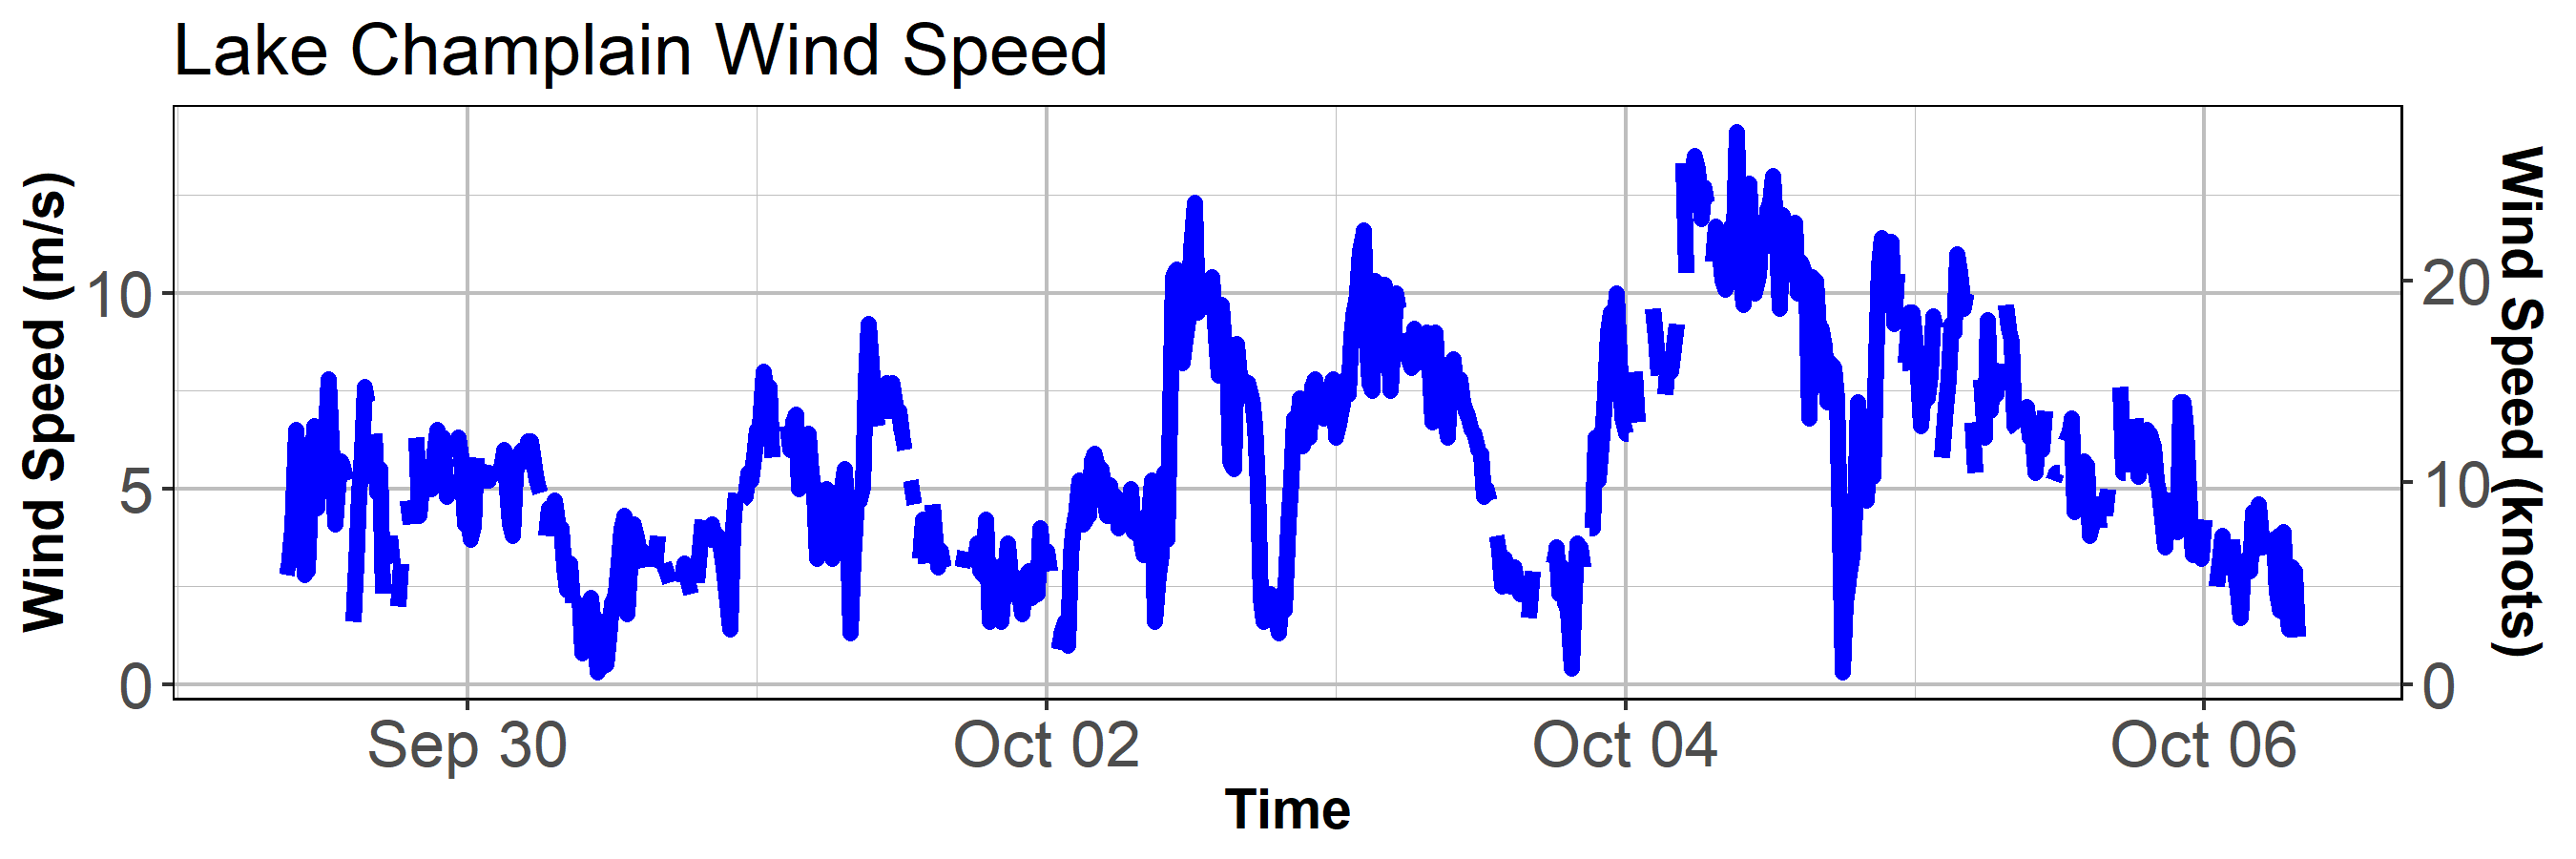 Lake Champlain Wind Speed
Wind Speed (m/s)
10
5
0
20
10
0
Wind Speed (knots)
Sep 30
Oct 02
Oct 04
Oct 06
Time